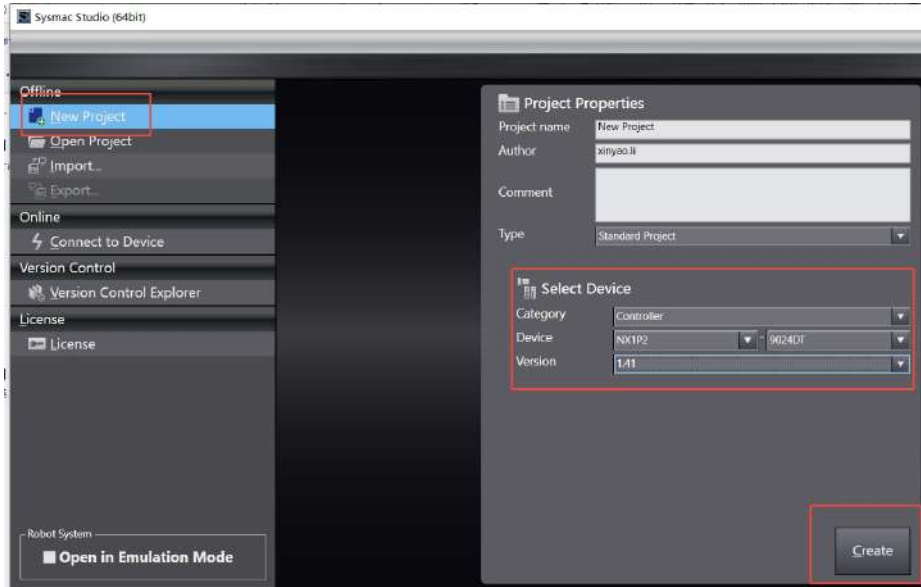 Sysmac Studio (64bit)
Offline
New Project
Open Project
Import...
Export...
Online
Connect to Device
Version Control
Version Control Explorer
License
License
Robot System
Open in Emulation Mode
Project Properties
Project name New Project
Author xinyao.li
Comment
Type Standard Project
Select Device
Category Controller
Device NX1P2 - 9024DT
Version 1.41
Create